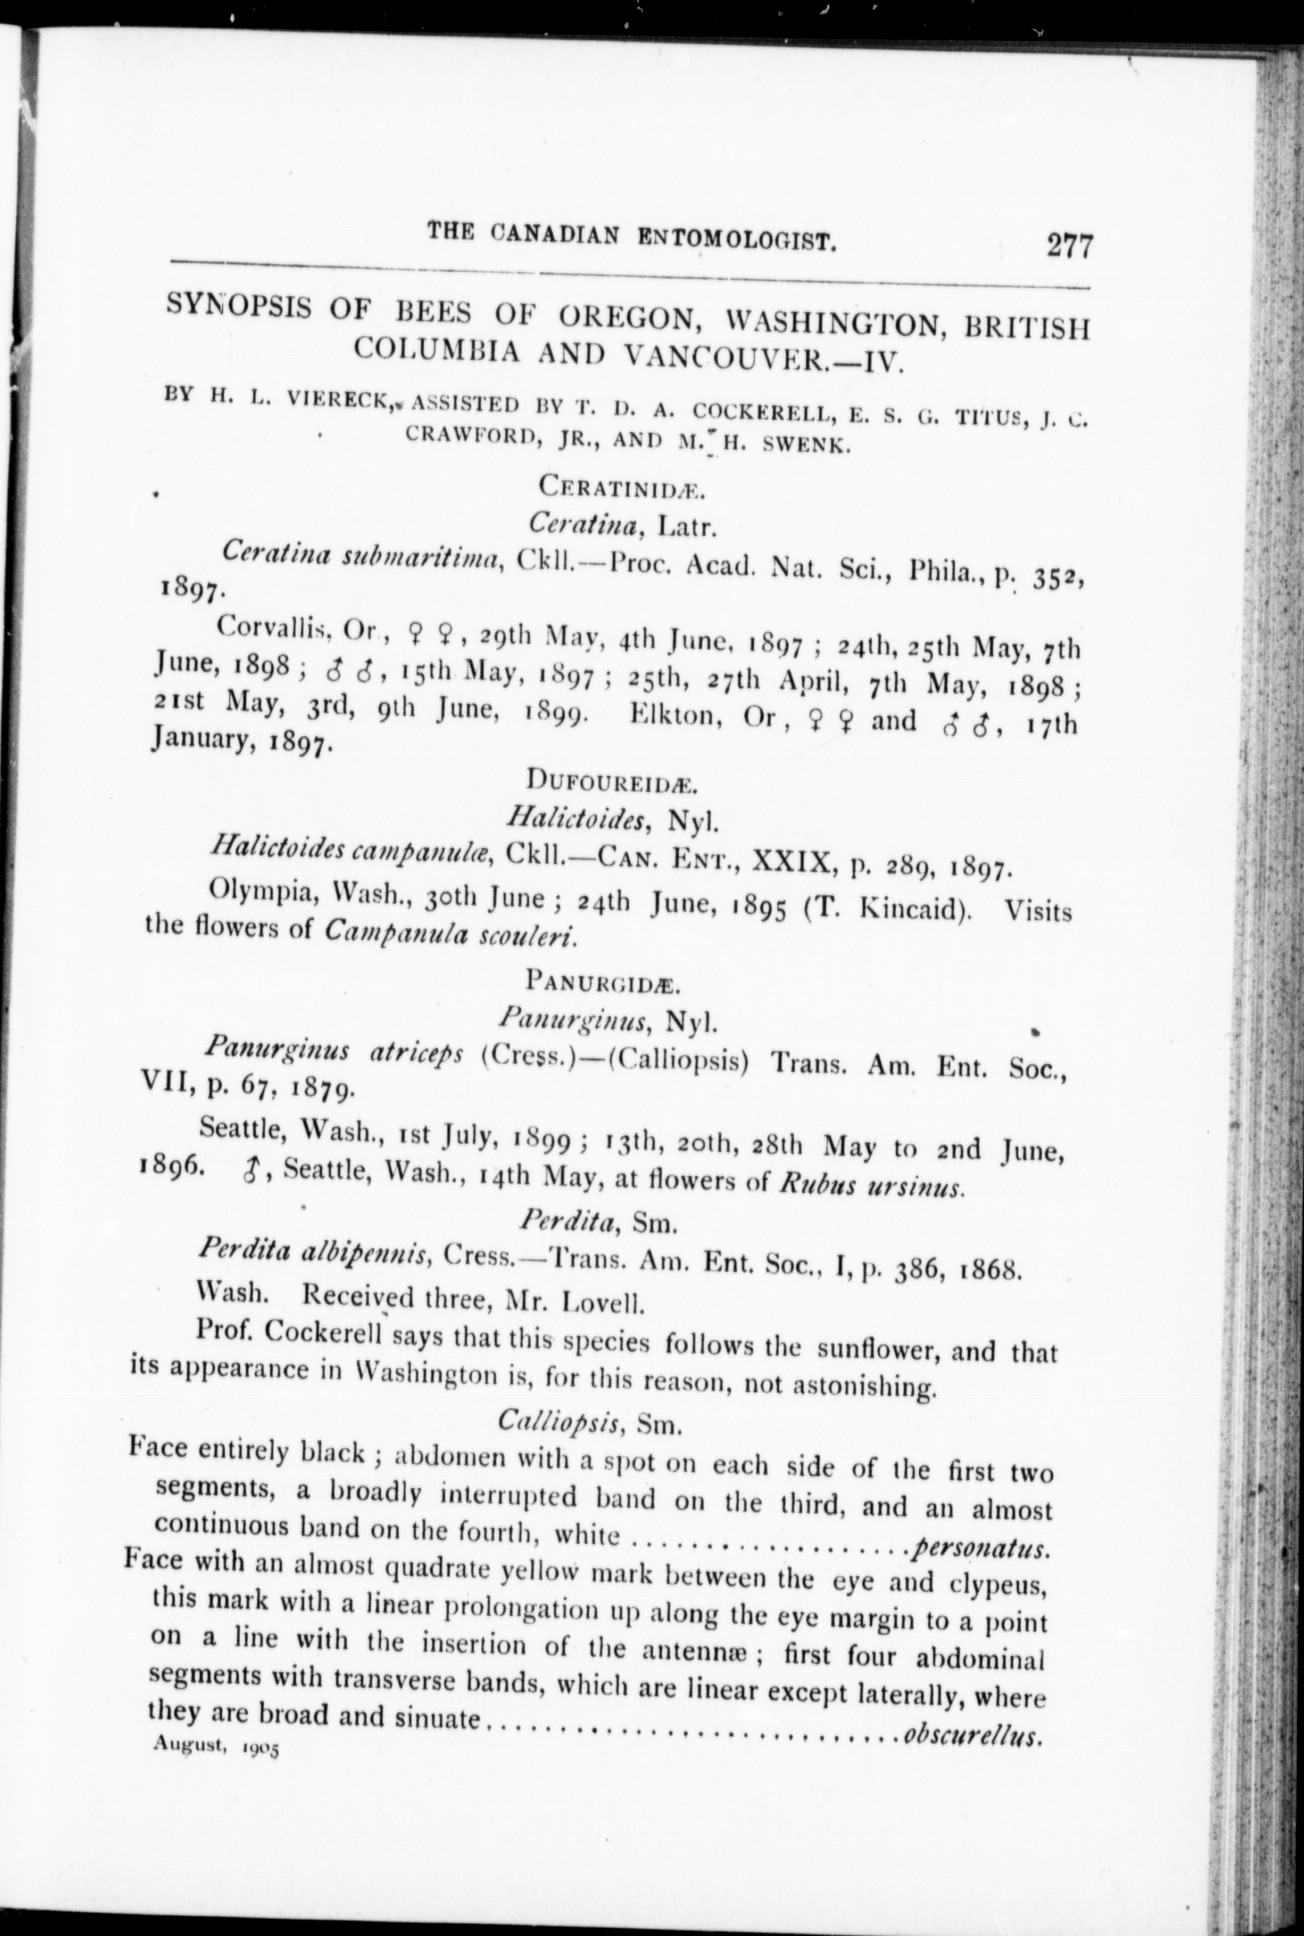 THE CANADIAN ENTOMOLOGIST. 277
SYNOPSIS OF BEES OF OREGON, WASHINGTON, BRITISH
COLUMBIA AND VANCOUVER.—IV.
BY H. L. VIERECK, ASSISTED BY T. D. A. COCKERELL, E. S. G. TITUS, J. C.
CRAWFORD, JR., AND M. H. SWENK.
CERATINIDÆ.
Ceratina, Latr.
Ceratina submaritima, Ckll.—Proc. Acad. Nat. Sci., Phila., p. 352,
1897.
Corvallis, Or., ♀ ♀, 29th May, 4th June, 1897 ; 24th, 25th May, 7th
June, 1898 ; ♂ ♂, 15th May, 1897 ; 25th, 27th April, 7th May, 1898 ;
21st May, 3rd, 9th June, 1899. Elkton, Or, ♀ ♀ and ♂ ♂, 17th
January, 1897.
DUFOUREIDÆ.
Halictoides, Nyl.
Halictoides campanulæ, Ckll.—CAN. ENT., XXIX, p. 289, 1897.
Olympia, Wash., 30th June ; 24th June, 1895 (T. Kincaid). Visits
the flowers of Campanula scouleri.
PANURGIDÆ.
Panurginus, Nyl.
Panurginus atriceps (Cress.)—(Calliopsis) Trans. Am. Ent. Soc.,
VII, p. 67, 1879.
Seattle, Wash., 1st July, 1899 ; 13th, 20th, 28th May to 2nd June,
1896. ♂, Seattle, Wash., 14th May, at flowers of Rubus ursinus.
Perdita, Sm.
Perdita albipennis, Cress.—Trans. Am. Ent. Soc., I, p. 386, 1868.
Wash. Received three, Mr. Lovell.
Prof. Cockerell says that this species follows the sunflower, and that
its appearance in Washington is, for this reason, not astonishing.
Calliopsis, Sm.
Face entirely black ; abdomen with a spot on each side of the first two
segments, a broadly interrupted band on the third, and an almost
continuous band on the fourth, white ...................personatus.
Face with an almost quadrate yellow mark between the eye and clypeus,
this mark with a linear prolongation up along the eye margin to a point
on a line with the insertion of the antennæ ; first four abdominal
segments with transverse bands, which are linear except laterally, where
they are broad and sinuate............................obscurellus.
August, 1905